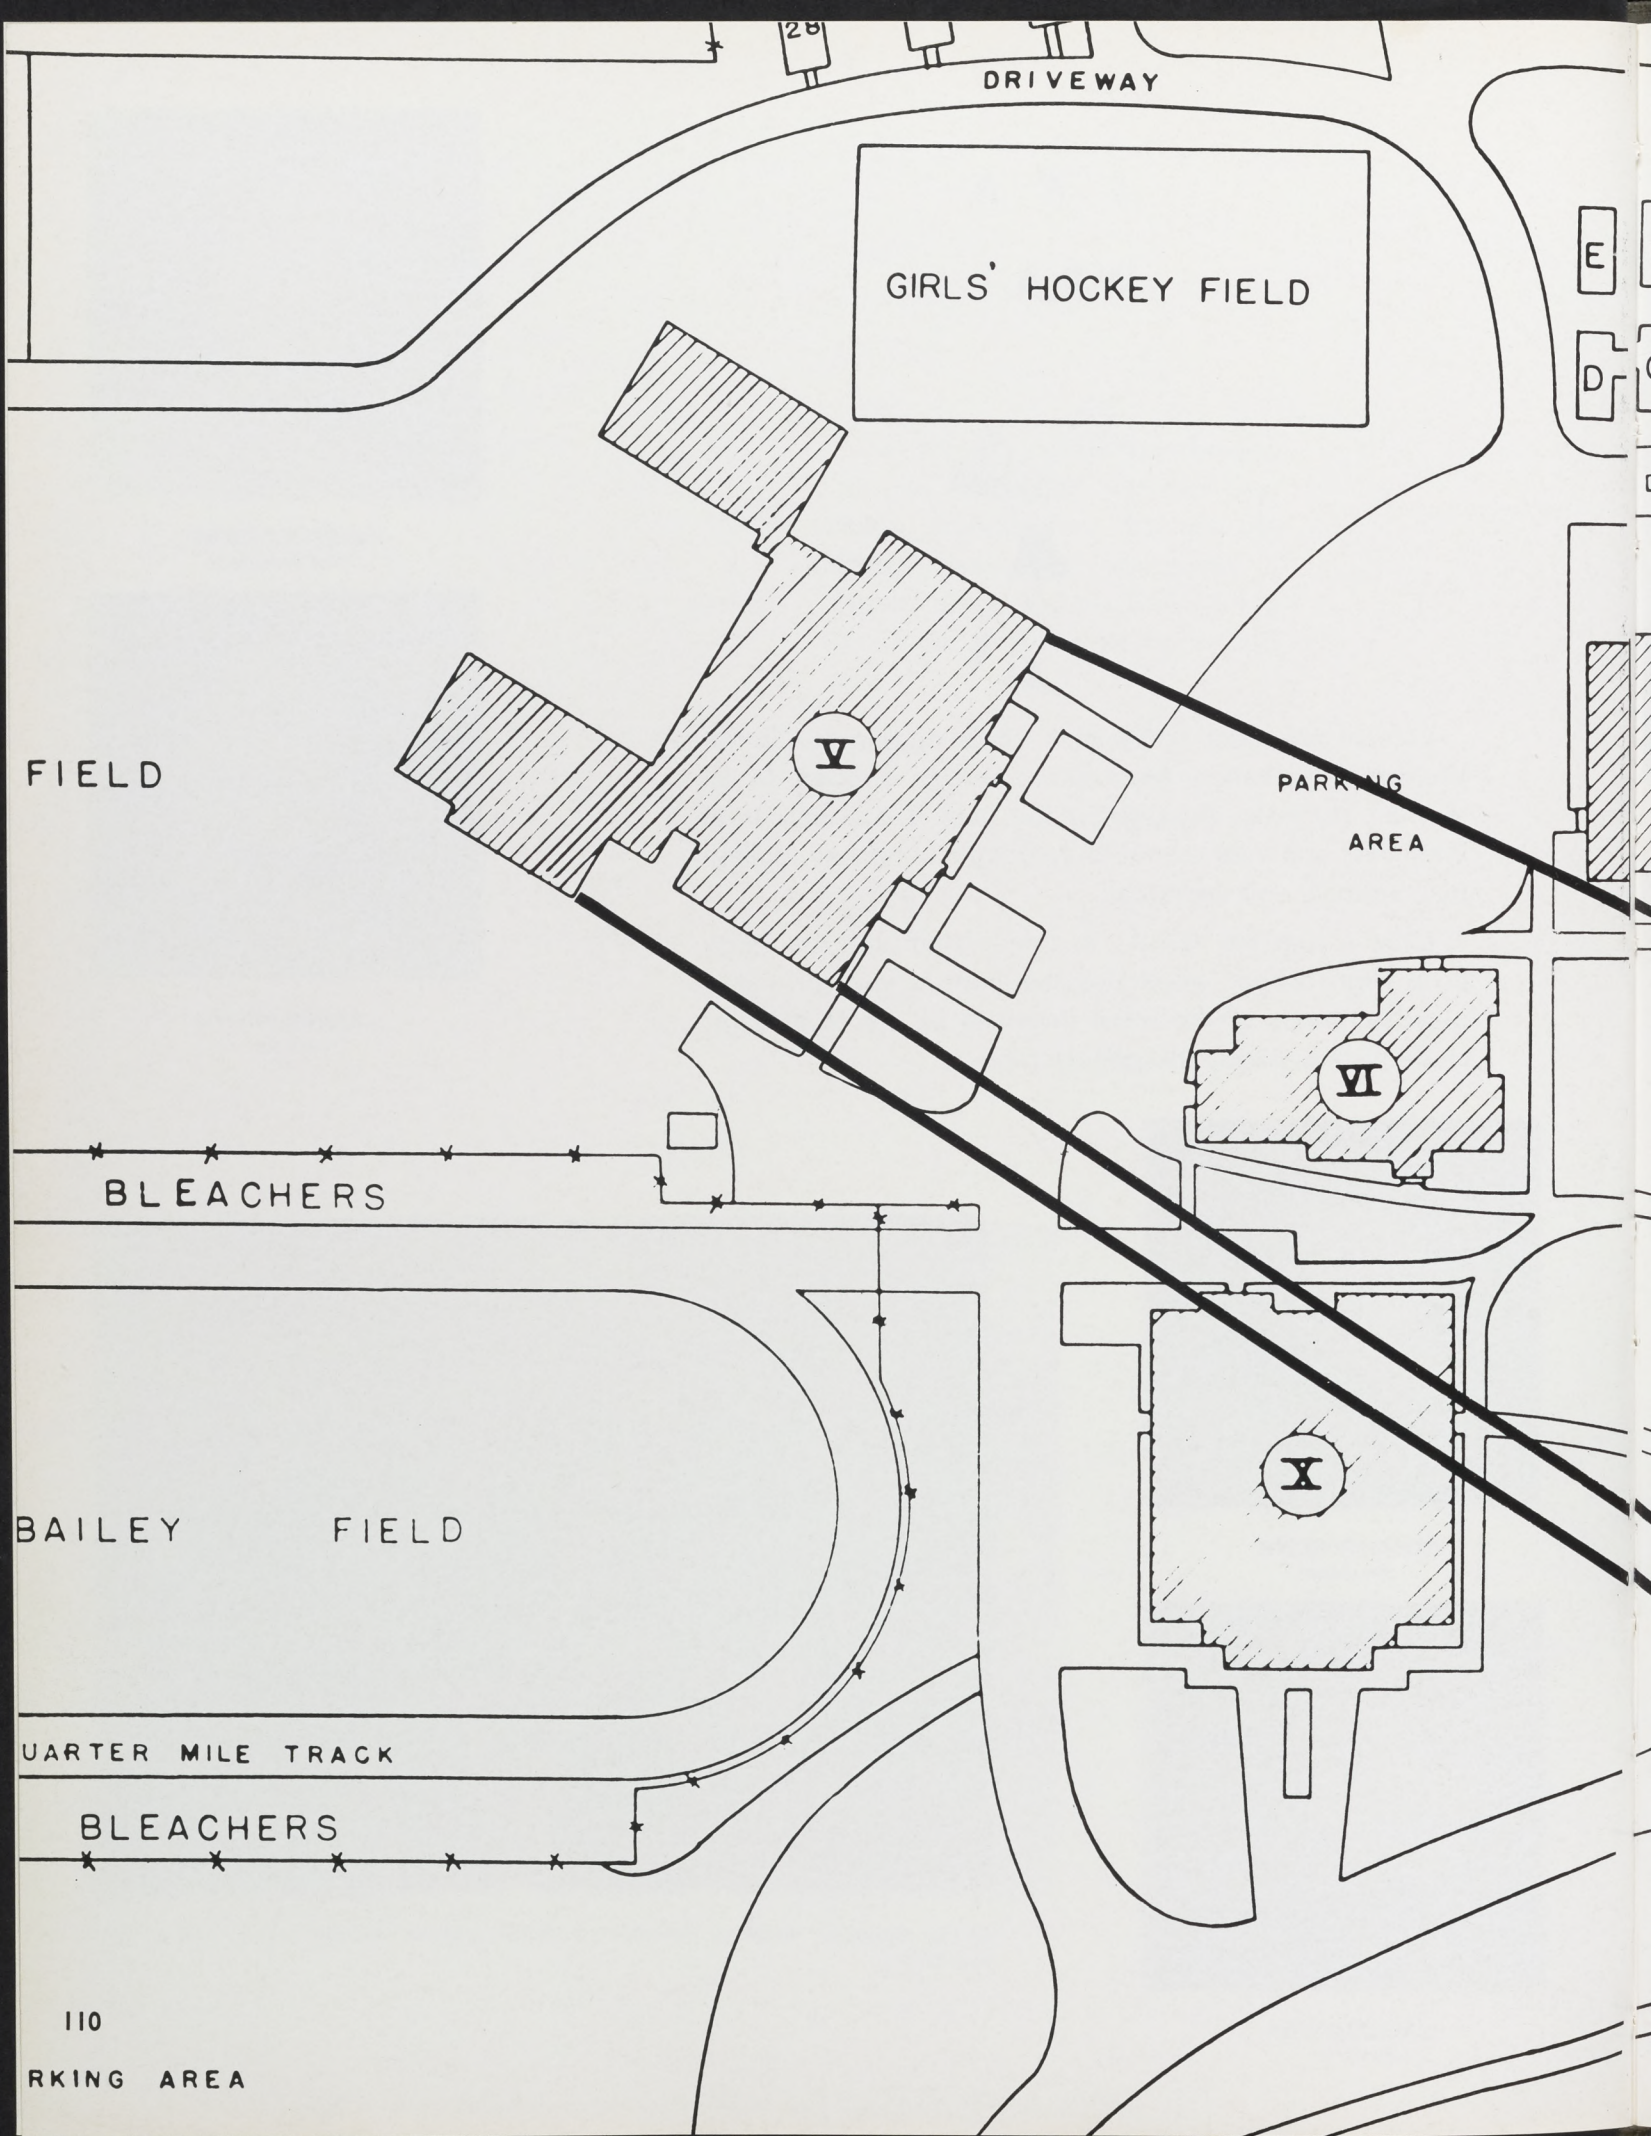 28
DRIVEWAY
GIRLS' HOCKEY FIELD
E
D
V
FIELD
PARKING
AREA
VI
BLEACHERS
X
BAILEY FIELD
UARTER MILE TRACK
BLEACHERS
110
RKING AREA